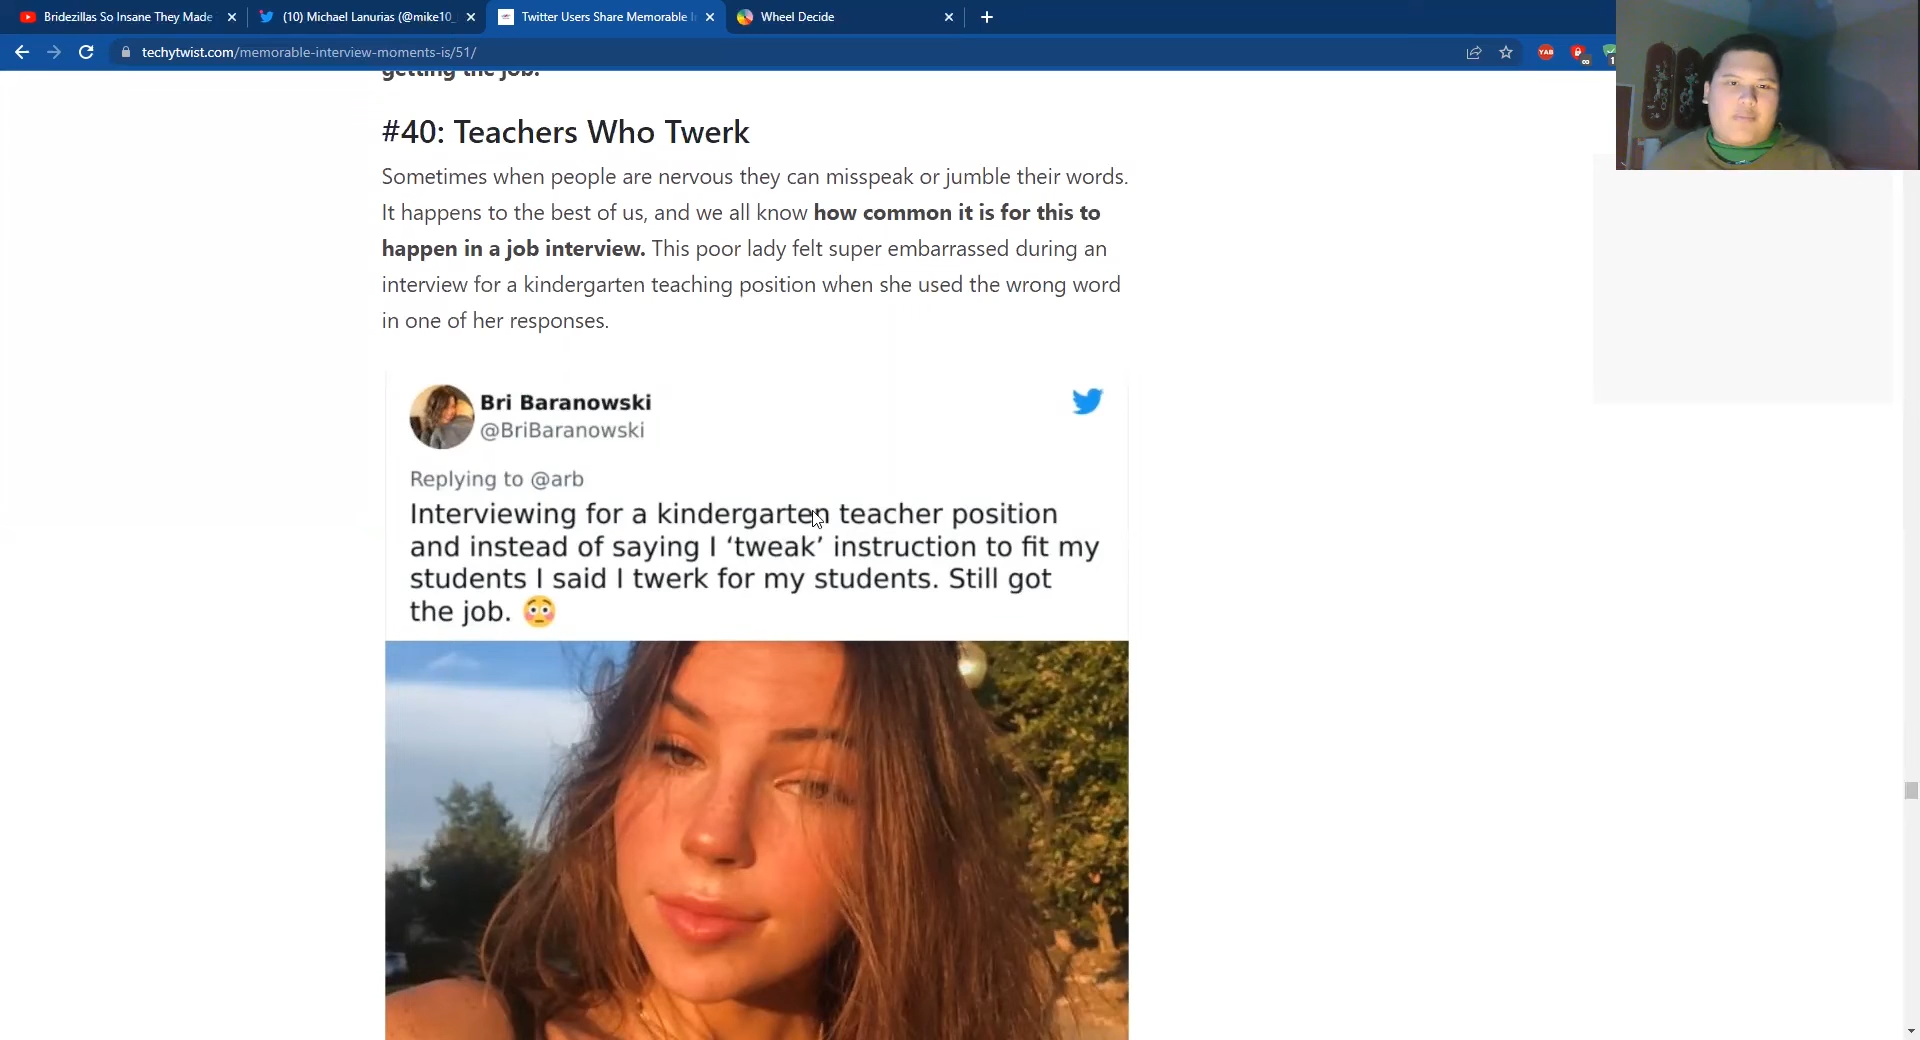 Bridezillas So Insane They Made
(10) Michael Lanurias (@mike10_
Twitter Users Share Memorable I
Wheel Decide
techytwist.com/memorable-interview-moments-is/51/
YAB
getting the job.
#40: Teachers Who Twerk
Sometimes when people are nervous they can misspeak or jumble their words.
It happens to the best of us, and we all know how common it is for this to
happen in a job interview. This poor lady felt super embarrassed during an
interview for a kindergarten teaching position when she used the wrong word
in one of her responses.
Bri Baranowski
@BriBaranowski
Replying to @arb
Interviewing for a kindergarten teacher position
and instead of saying I ‘tweak’ instruction to fit my
students I said I twerk for my students. Still got
the job. 😳